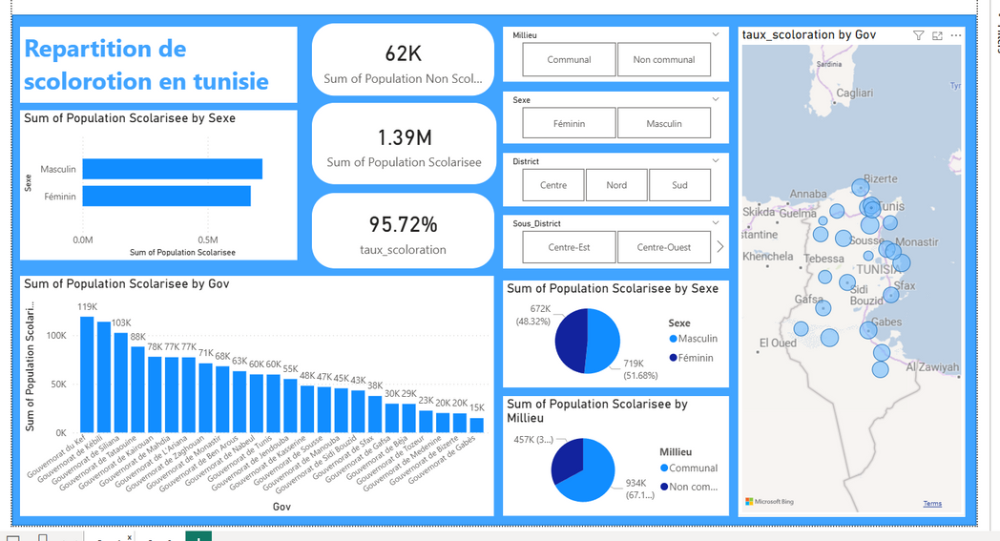 Repartition de
scolorotion en tunisie
62K
Sum of Population Non Scol...
1.39M
Sum of Population Scolarisee
95.72%
taux_scoloration
Millieu
Communal
Non communal
Sexe
Féminin
Masculin
District
Centre
Nord
Sud
Sous_District
Centre-Est
Centre-Ouest
Sum of Population Scolarisee by Sexe
Sexe
Masculin
Féminin
0.0M
0.5M
Sum of Population Scolarisee
Sum of Population Scolarisee by Gov
Sum of Population Scolari...
100K
50K
0K
119K
103K
88K
78K
77K
77K
71K
68K
63K
60K
60K
55K
48K
47K
45K
43K
38K
30K
29K
23K
20K
20K
15K
Gouvernorat du Kef
Gouvernorat de Kébili
Gouvernorat de Siliana
Gouvernorat de Tataouine
Gouvernorat de Kairouan
Gouvernorat de Mahdia
Gouvernorat de L'Ariana
Gouvernorat de Zaghouan
Gouvernorat de Monastir
Gouvernorat de Ben Arous
Gouvernorat de Nabeul
Gouvernorat de Tunis
Gouvernorat de Jendouba
Gouvernorat de Kasserine
Gouvernorat de Sousse
Gouvernorat de Manouba
Gouvernorat de Sidi Bouzid
Gouvernorat de Sfax
Gouvernorat de Gafsa
Gouvernorat de Béja
Gouvernorat de Tozeur
Gouvernorat de Medenine
Gouvernorat de Bizerte
Gouvernorat de Gabès
Gov
Sum of Population Scolarisee by Sexe
672K
(48.32%)
719K
(51.68%)
Sexe
Masculin
Féminin
Sum of Population Scolarisee by
Millieu
457K (3...)
934K
(67.1...)
Millieu
Communal
Non com...
taux_scoloration by Gov
Sardinia
Cagliari
Tyr
Bizerte
Annaba
Tunis
Skikda
Guelma
stantine
Sousse
Monastir
Khenchela
Tebessa
TUNISIA
Sidi
Bouzid
Sfax
Gafsa
Gabes
El Oued
Al Zawiyah
Microsoft Bing
Terms